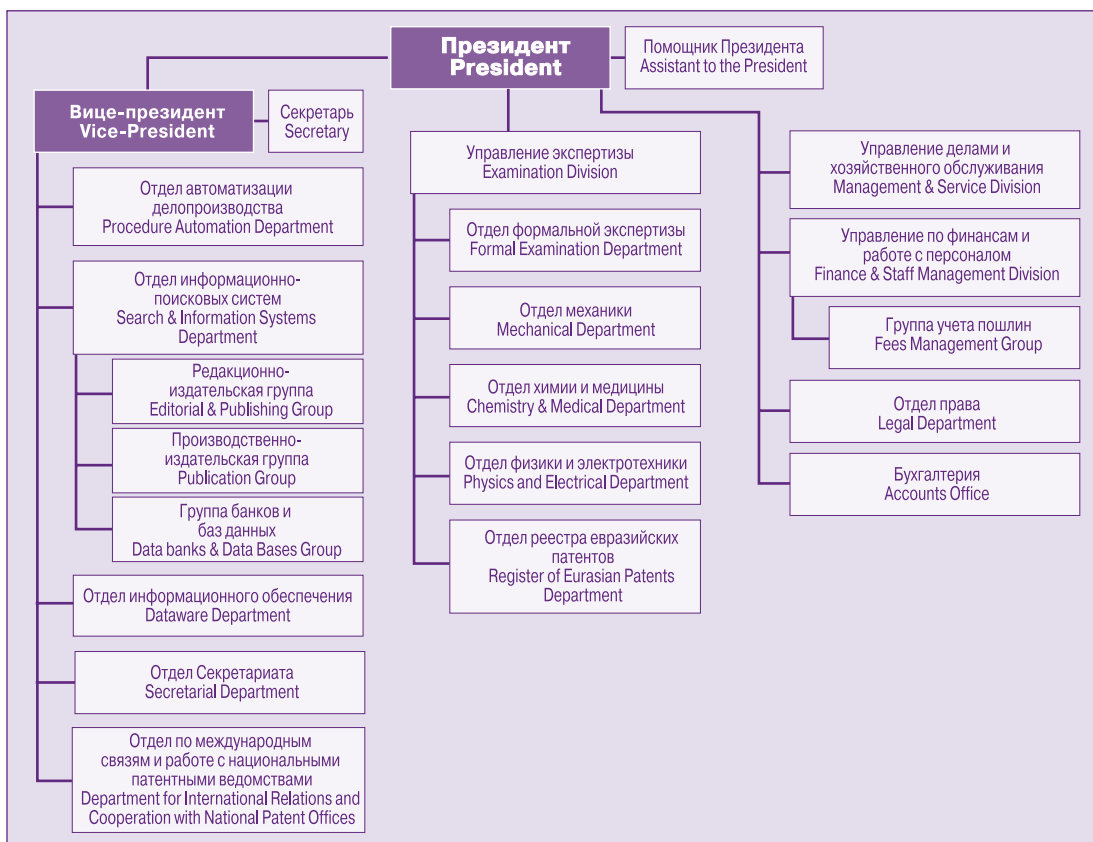 Президент
President
Помощник Президента
Assistant to the President
Вице-президент
Vice-President
Секретарь
Secretary
Отдел автоматизации
делопроизводства
Procedure Automation Department
Отдел информационно-
поисковых систем
Search & Information Systems
Department
Редакционно-
издательская группа
Editorial & Publishing Group
Производственно-
издательская группа
Publication Group
Группа банков и
баз данных
Data banks & Data Bases Group
Отдел информационного обеспечения
Dataware Department
Отдел Секретариата
Secretarial Department
Отдел по международным
связям и работе с национальными
патентными ведомствами
Department for International Relations and
Cooperation with National Patent Offices
Управление экспертизы
Examination Division
Отдел формальной экспертизы
Formal Examination Department
Отдел механики
Mechanical Department
Отдел химии и медицины
Chemistry & Medical Department
Отдел физики и электротехники
Physics and Electrical Department
Отдел реестра евразийских
патентов
Register of Eurasian Patents
Department
Управление делами и
хозяйственного обслуживания
Management & Service Division
Управление по финансам и
работе с персоналом
Finance & Staff Management Division
Группа учета пошлин
Fees Management Group
Отдел права
Legal Department
Бухгалтерия
Accounts Office